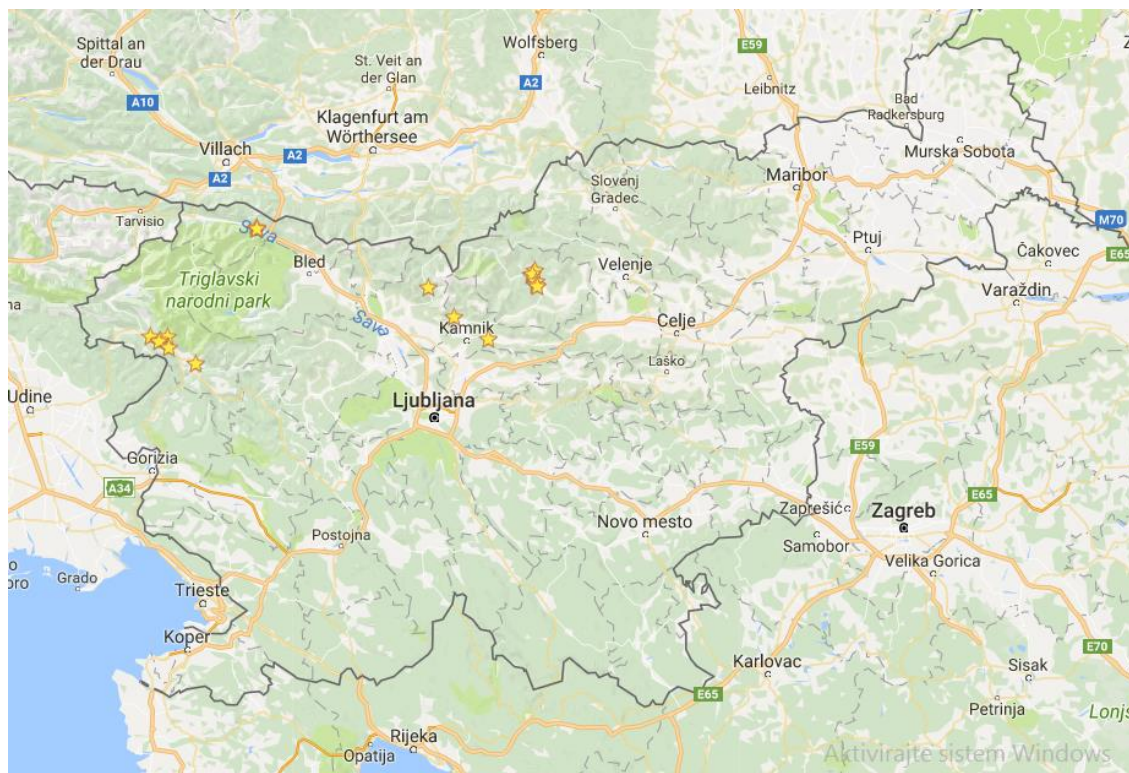 Spittal an
der Drau
Wolfsberg
E59
St. Veit an
der Glan
A10
A2
Leibnitz
Klagenfurt am
Wörthersee
Bad
Radkersburg
Villach
A2
A2
Murska Sobota
Slovenj
Gradec
Maribor
Tarvisio
M70
Sava
Ptuj
Čakovec
E65
Bled
Velenje
Triglavski
narodni park
Varaždin
Sava
Kamnik
Celje
Laško
Udine
Ljubljana
Gorizia
E59
A34
E65
Zaprešić
Zagreb
Novo mesto
Postojna
Samobor
Velika Gorica
Grado
Trieste
Koper
E70
Karlovac
Sisak
E65
Petrinja
Rijeka
Lonjs
Opatija
Aktivirajte sistem Windows